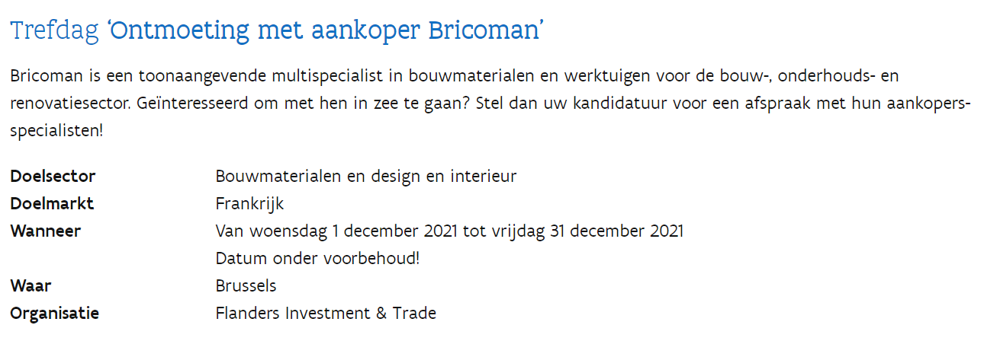 Trefdag ‘Ontmoeting met aankoper Bricoman’
Bricoman is een toonaangevende multispecialist in bouwmaterialen en werktuigen voor de bouw-, onderhouds- en
renovatiesector. Geïnteresseerd om met hen in zee te gaan? Stel dan uw kandidatuur voor een afspraak met hun aankopers-
specialisten!
Doelsector Bouwmaterialen en design en interieur
Doelmarkt Frankrijk
Wanneer Van woensdag 1 december 2021 tot vrijdag 31 december 2021
Datum onder voorbehoud!
Waar Brussels
Organisatie Flanders Investment & Trade